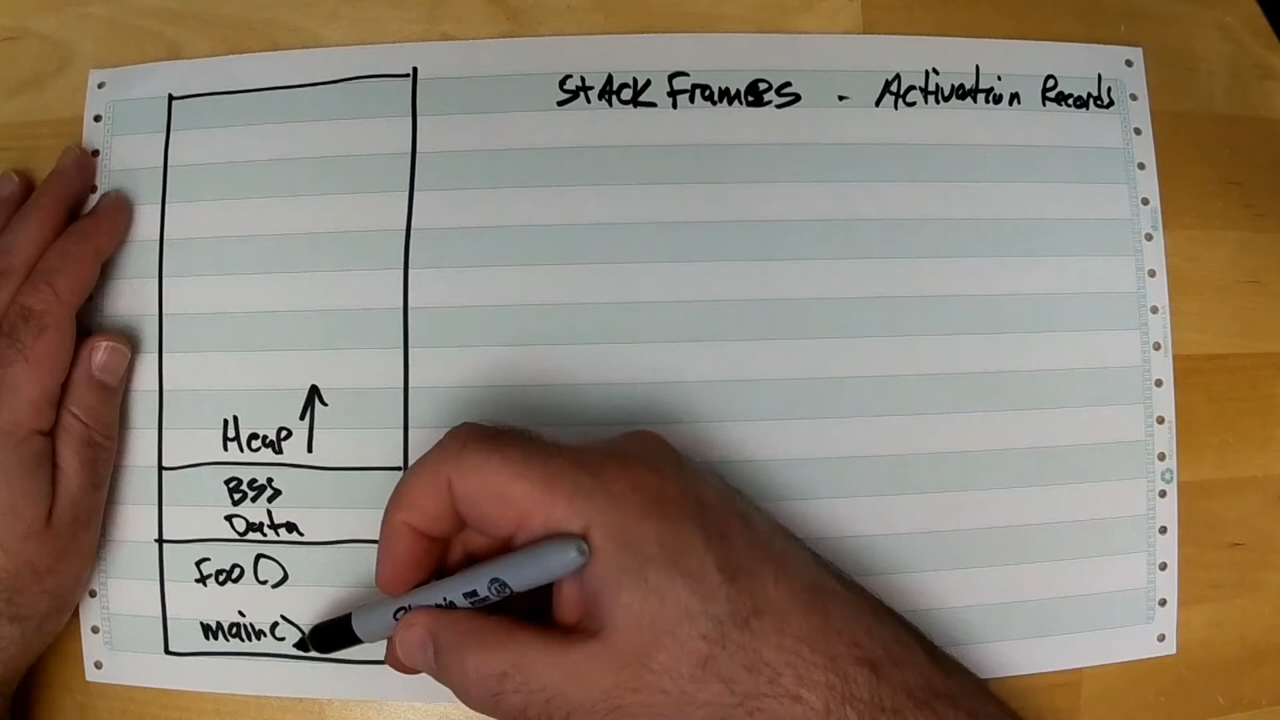 Stack Frames - Activation Records
Heap ↑
BSS
Data
foo()
main()